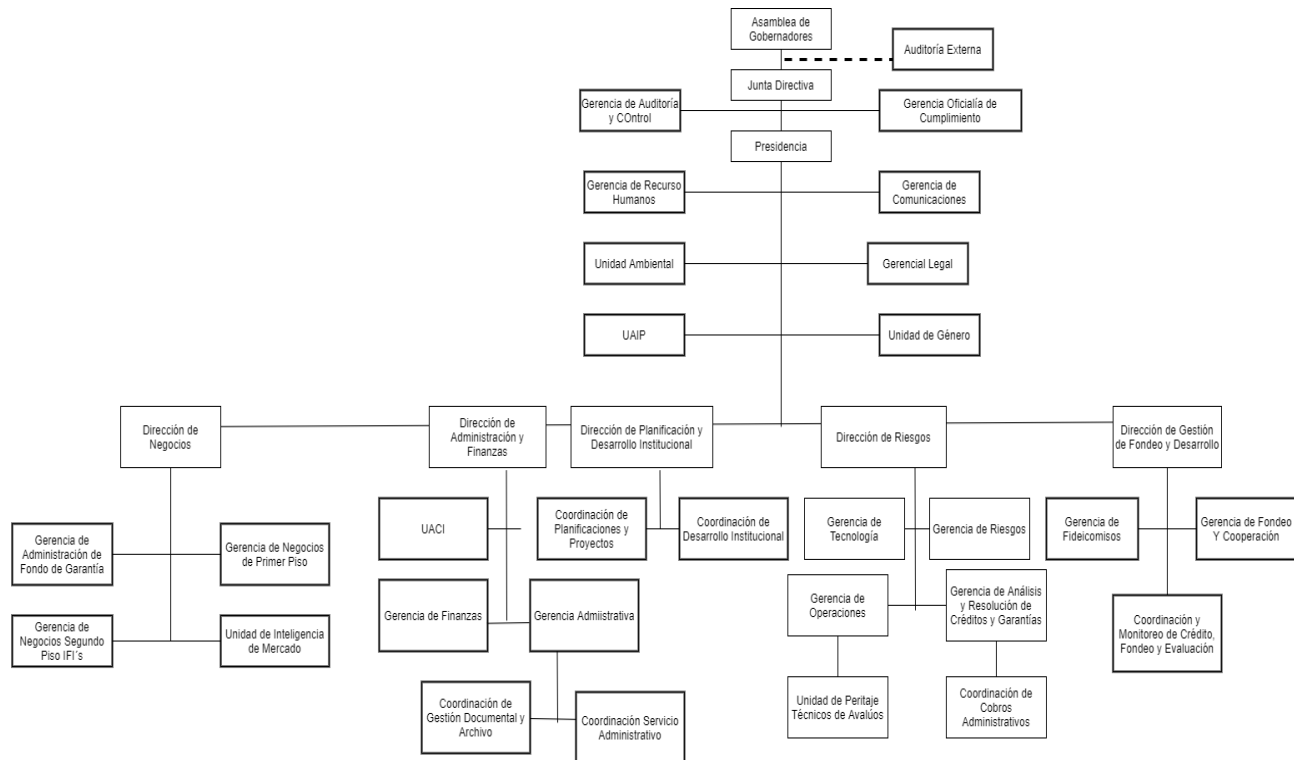 Asamblea de
Gobernadores
Auditoría Externa
Junta Directiva
Gerencia de Auditoría
y COntrol
Gerencia Oficialía de
Cumplimiento
Presidencia
Gerencia de Recurso
Humanos
Gerencia de
Comunicaciones
Unidad Ambiental
Gerencial Legal
UAIP
Unidad de Género
Dirección de
Negocios
Dirección de
Administración y
Finanzas
Dirección de Planificación y
Desarrollo Institucional
Dirección de Riesgos
Dirección de Gestión
de Fondeo y Desarrollo
Gerencia de
Administración de
Fondo de Garantía
Gerencia de Negocios
de Primer Piso
Gerencia de
Negocios Segundo
Piso IFI´s
Unidad de Inteligencia
de Mercado
UACI
Gerencia de Finanzas
Gerencia Admiistrativa
Coordinación de
Gestión Documental y
Archivo
Coordinación Servicio
Administrativo
Coordinación de
Planificaciones y
Proyectos
Coordinación de
Desarrollo Institucional
Gerencia de
Tecnología
Gerencia de Riesgos
Gerencia de
Operaciones
Gerencia de Análisis
y Resolución de
Créditos y Garantías
Unidad de Peritaje
Técnicos de Avalúos
Coordinación de
Cobros
Administrativos
Gerencia de
Fideicomisos
Gerencia de Fondeo
Y Cooperación
Coordinación y
Monitoreo de Crédito,
Fondeo y Evaluación